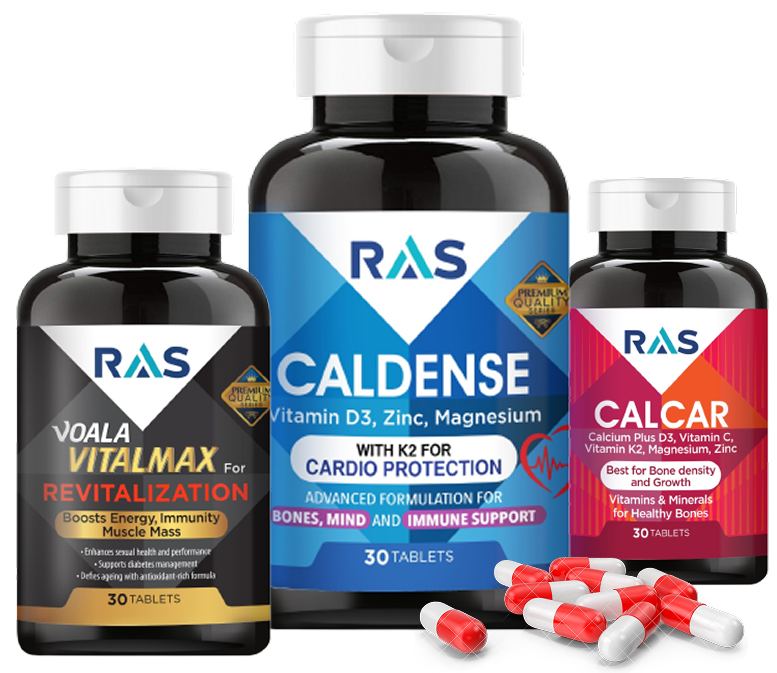 RAS
PREMIUM
QUALITY
SERIES
VOALA
VITALMAX For
REVITALIZATION
Boosts Energy, Immunity
Muscle Mass
• Enhances sexual health and performance
• Supports diabetes management
• Defies ageing with antioxidant-rich formula
30 TABLETS
RAS
PREMIUM
QUALITY
SERIES
CALDENSE
Vitamin D3, Zinc, Magnesium
WITH K2 FOR
CARDIO PROTECTION
ADVANCED FORMULATION FOR
BONES, MIND AND IMMUNE SUPPORT
30 TABLETS
RAS
CALCAR
Calcium Plus D3, Vitamin C,
Vitamin K2, Magnesium, Zinc
Best for Bone density
and Growth
Vitamins & Minerals
for Healthy Bones
30 TABLETS